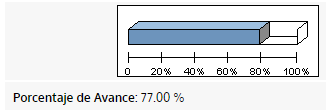 0 20% 40% 60% 80% 100%
Porcentaje de Avance: 77.00 %